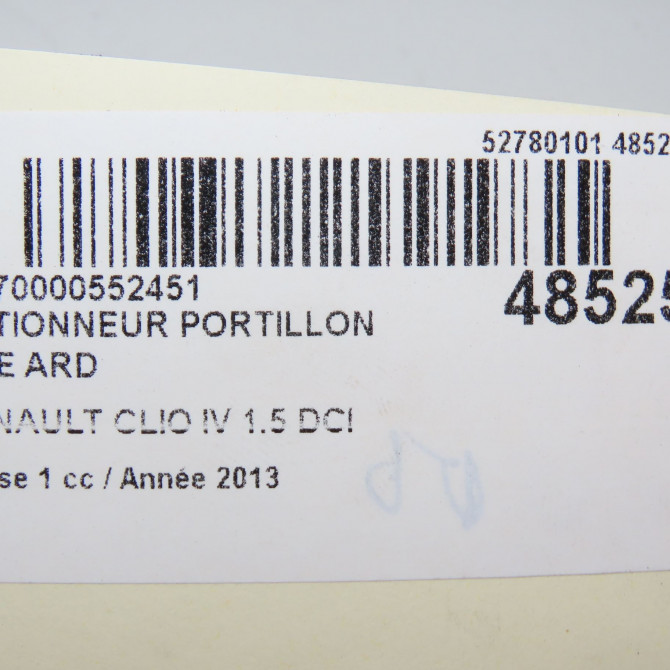 52780101 4852
70000552451
48525
TIONNEUR PORTILLON
E ARD
NAULT CLIO IV 1.5 DCI
se 1 cc / Année 2013